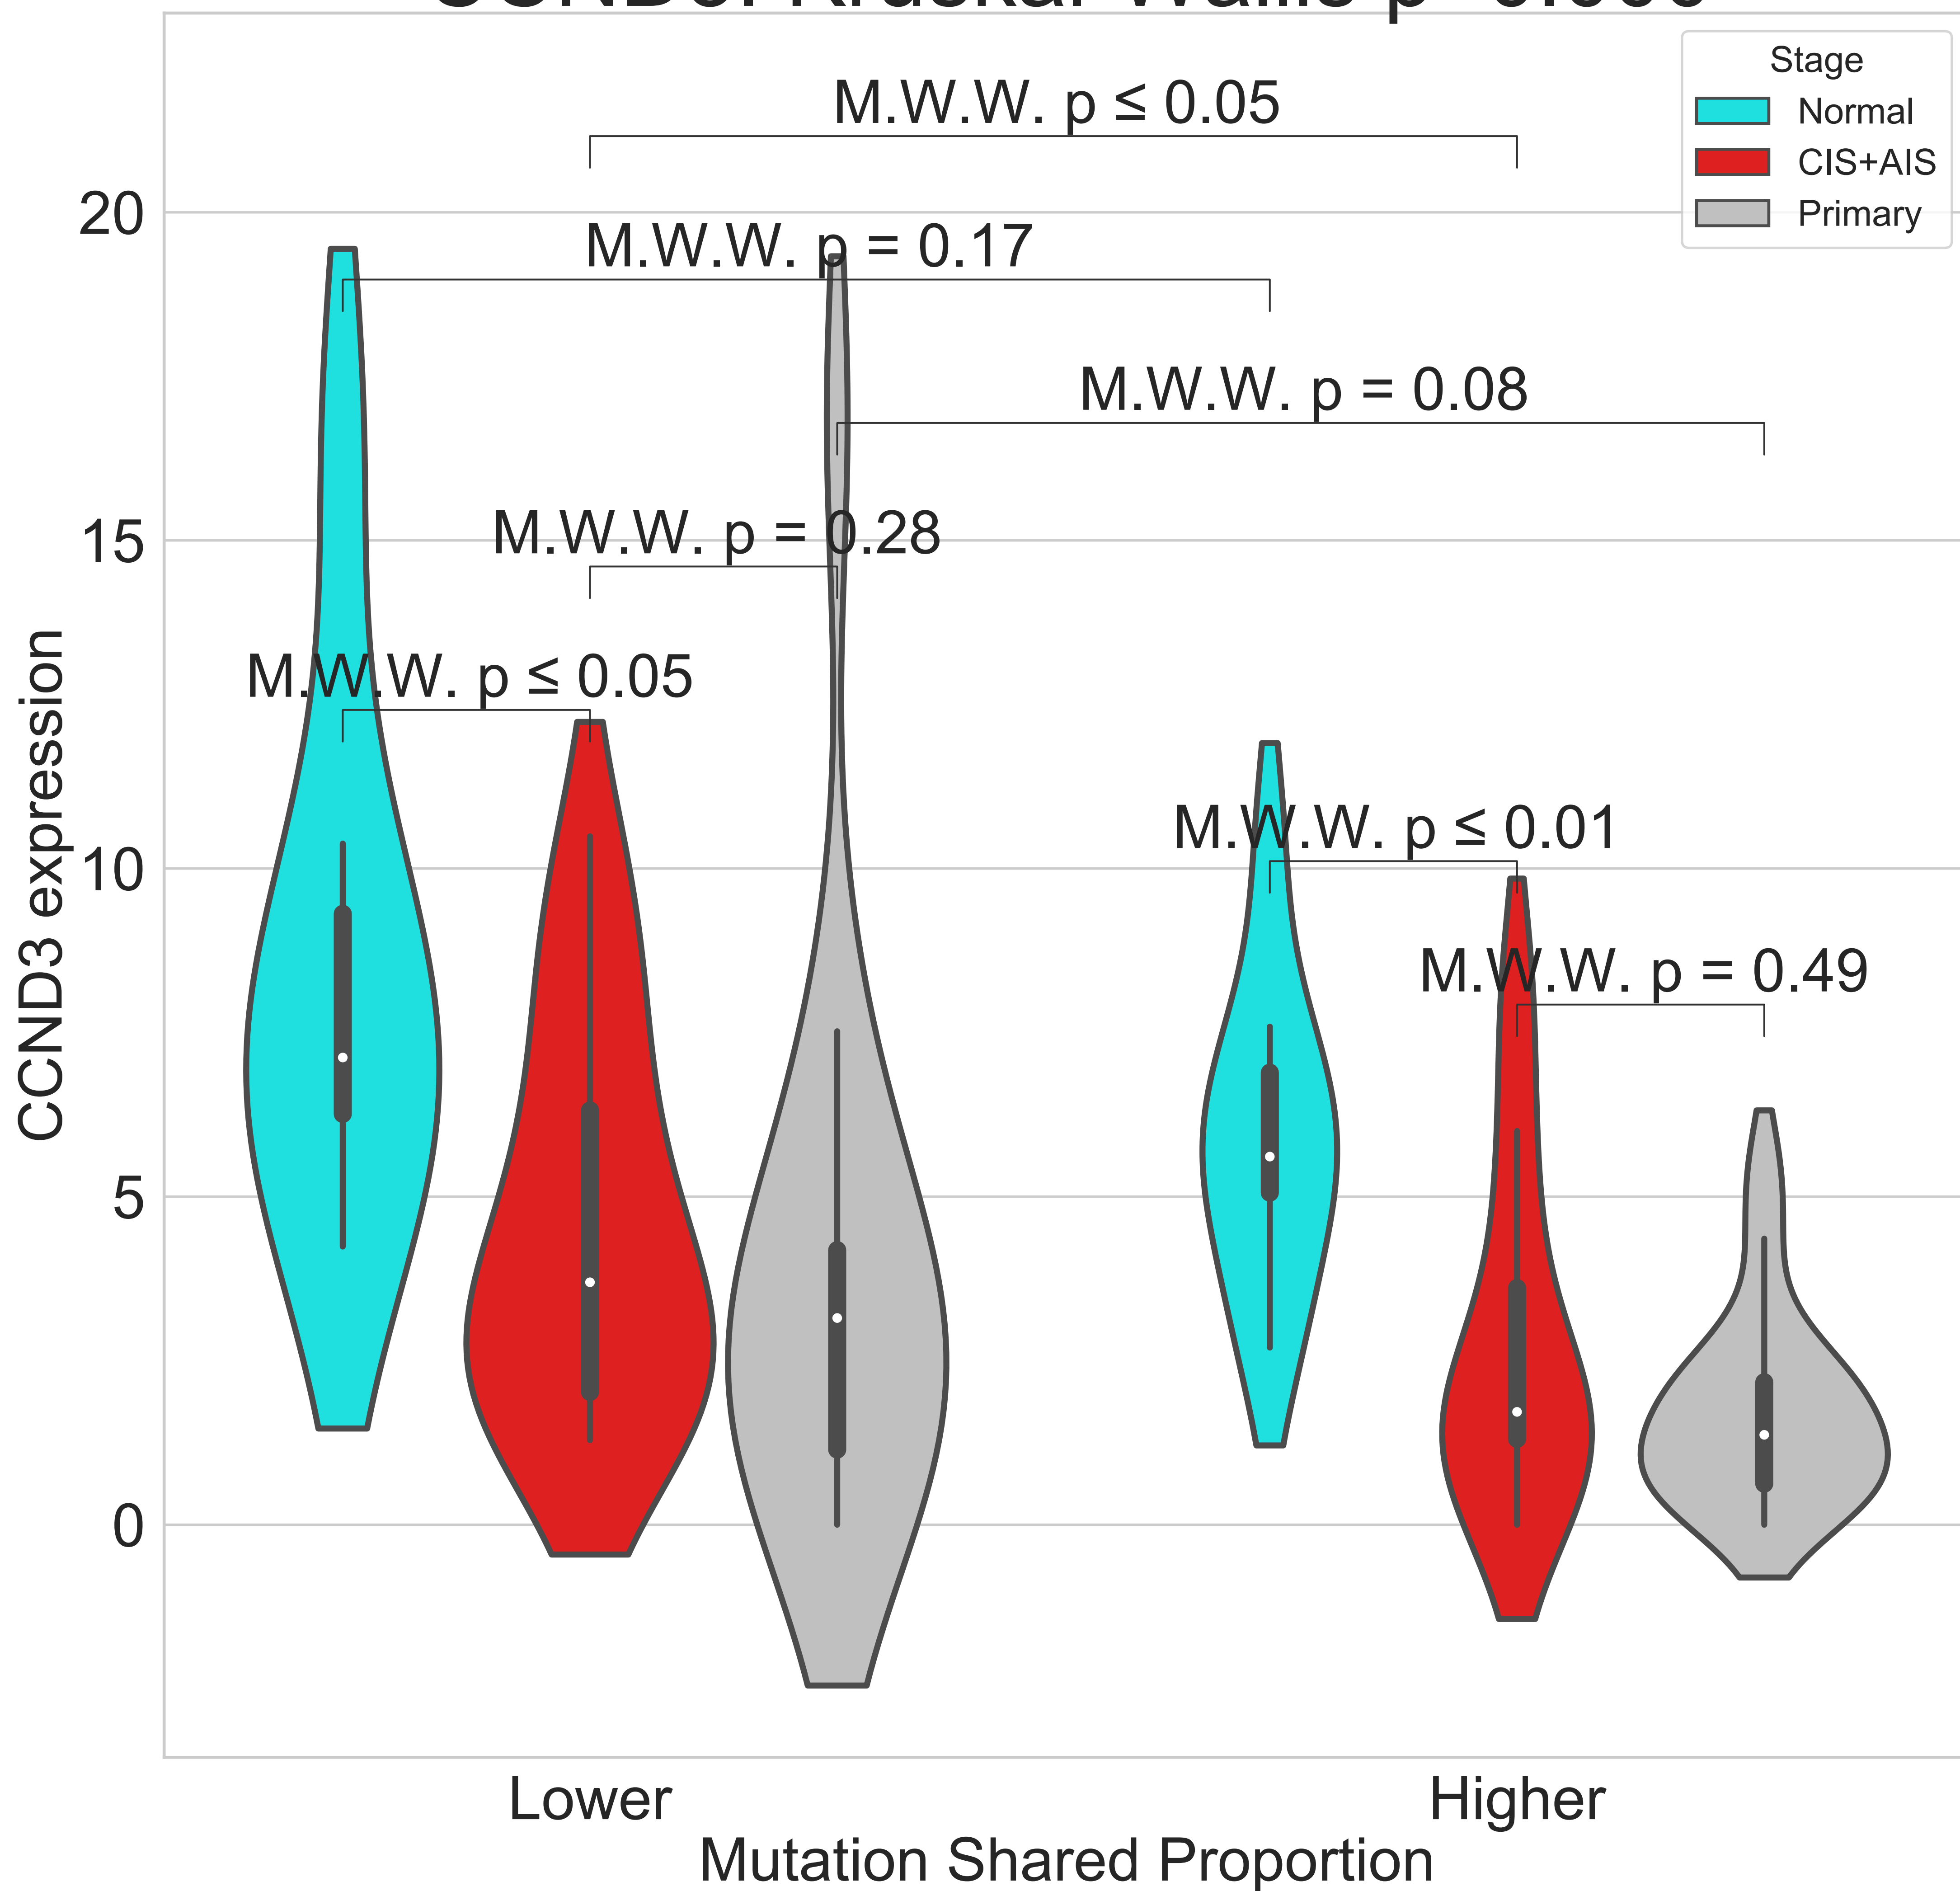 Stage
Normal
CIS+AIS
Primary
M.W.W. p ≤ 0.05
M.W.W. p = 0.17
M.W.W. p = 0.08
M.W.W. p = 0.28
M.W.W. p ≤ 0.05
M.W.W. p ≤ 0.01
M.W.W. p = 0.49
20
15
10
5
0
CCND3 expression
Lower
Higher
Mutation Shared Proportion